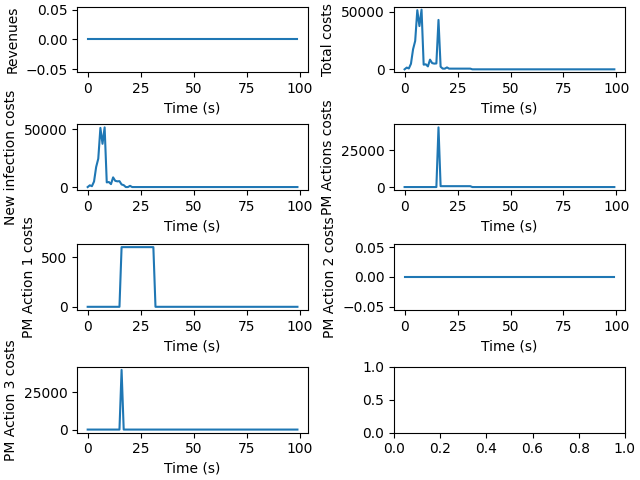 Revenues
0.05
0.00
−0.05
0 25 50 75 100
Time (s)
Total costs
50000
0
0 25 50 75 100
Time (s)
New infection costs
50000
0
0 25 50 75 100
Time (s)
PM Actions costs
25000
0
0 25 50 75 100
Time (s)
PM Action 1 costs
500
0
0 25 50 75 100
Time (s)
PM Action 2 costs
0.05
0.00
−0.05
0 25 50 75 100
Time (s)
PM Action 3 costs
25000
0
0 25 50 75 100
Time (s)
1.0
0.5
0.0
0.0 0.2 0.4 0.6 0.8 1.0